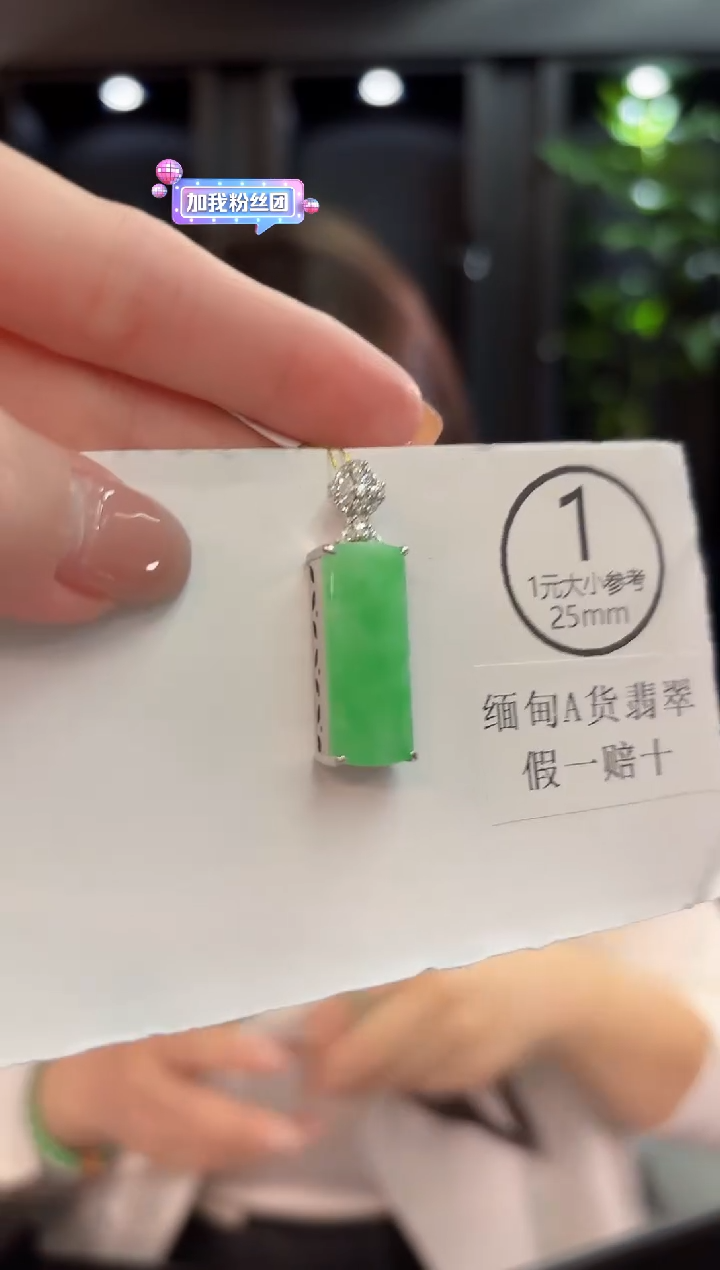 加我粉丝团
1
1元大小参考
25mm
缅甸A货翡翠
假一赔十